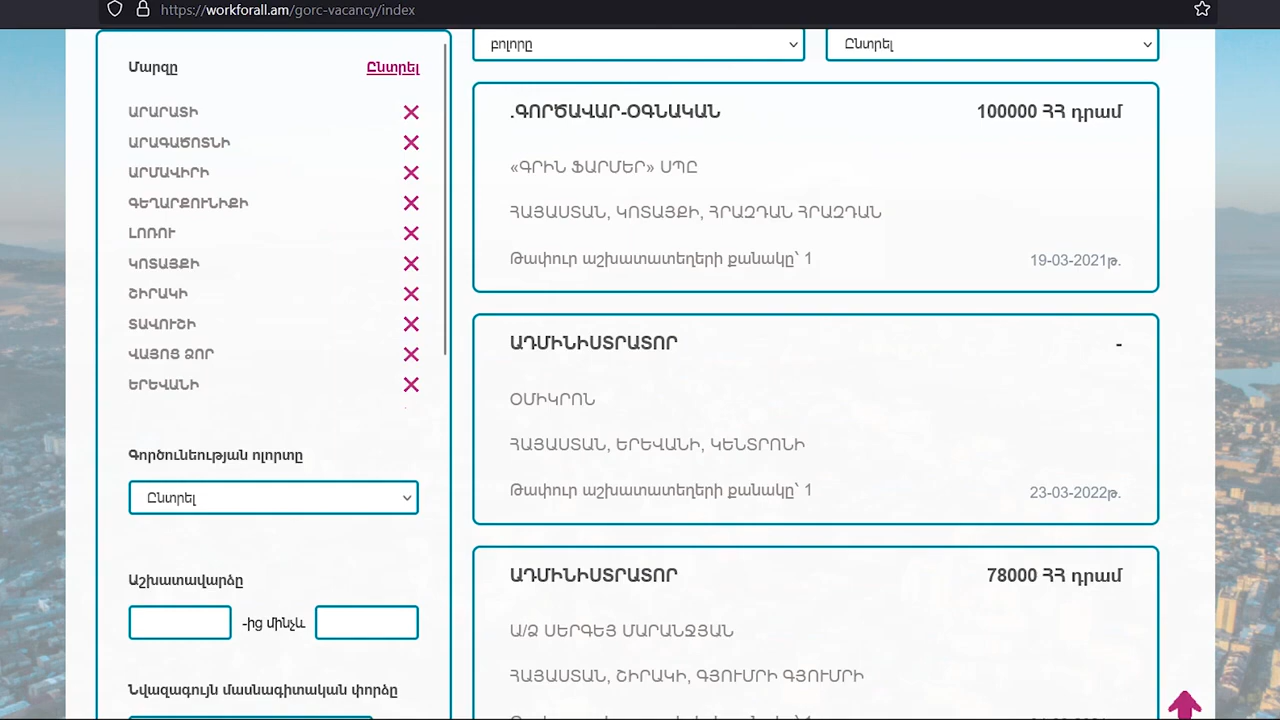 https://workforall.am/gorc-vacancy/index
Մարզը Ընտրել
ԱՐԱՐԱՏԻ
ԱՐԱԳԱԾՈՏՆԻ
ԱՐՄԱՎԻՐԻ
ԳԵՂԱՐՔՈՒՆԻՔԻ
ԼՈՌՈՒ
ԿՈՏԱՅՔԻ
ՇԻՐԱԿԻ
ՏԱՎՈՒՇԻ
ՎԱՅՈՑ ՁՈՐ
ԵՐԵՎԱՆԻ
Գործունեության ոլորտը
Ընտրել
Աշխատավարձը
-ից մինչև
Նվազագույն մասնագիտական փորձը
բոլորը
Ընտրել
.ԳՈՐԾԱՎԱՐ-ՕԳՆԱԿԱՆ 100000 ՀՀ դրամ
«ԳՐԻՆ ՖԱՐՄԵՐ» ՍՊԸ
ՀԱՅԱՍՏԱՆ, ԿՈՏԱՅՔԻ, ՀՐԱԶԴԱՆ ՀՐԱԶԴԱՆ
Թափուր աշխատատեղերի քանակը՝ 1 19-03-2021թ.
ԱԴՄԻՆԻՍՏՐԱՏՈՐ -
ՕՄԻԿՐՈՆ
ՀԱՅԱՍՏԱՆ, ԵՐԵՎԱՆԻ, ԿԵՆՏՐՈՆԻ
Թափուր աշխատատեղերի քանակը՝ 1 23-03-2022թ.
ԱԴՄԻՆԻՍՏՐԱՏՈՐ 78000 ՀՀ դրամ
Ա/Ձ ՍԵՐԳԵՅ ՄԱՐԱՆՋՅԱՆ
ՀԱՅԱՍՏԱՆ, ՇԻՐԱԿԻ, ԳՅՈՒՄՐԻ ԳՅՈՒՄՐԻ